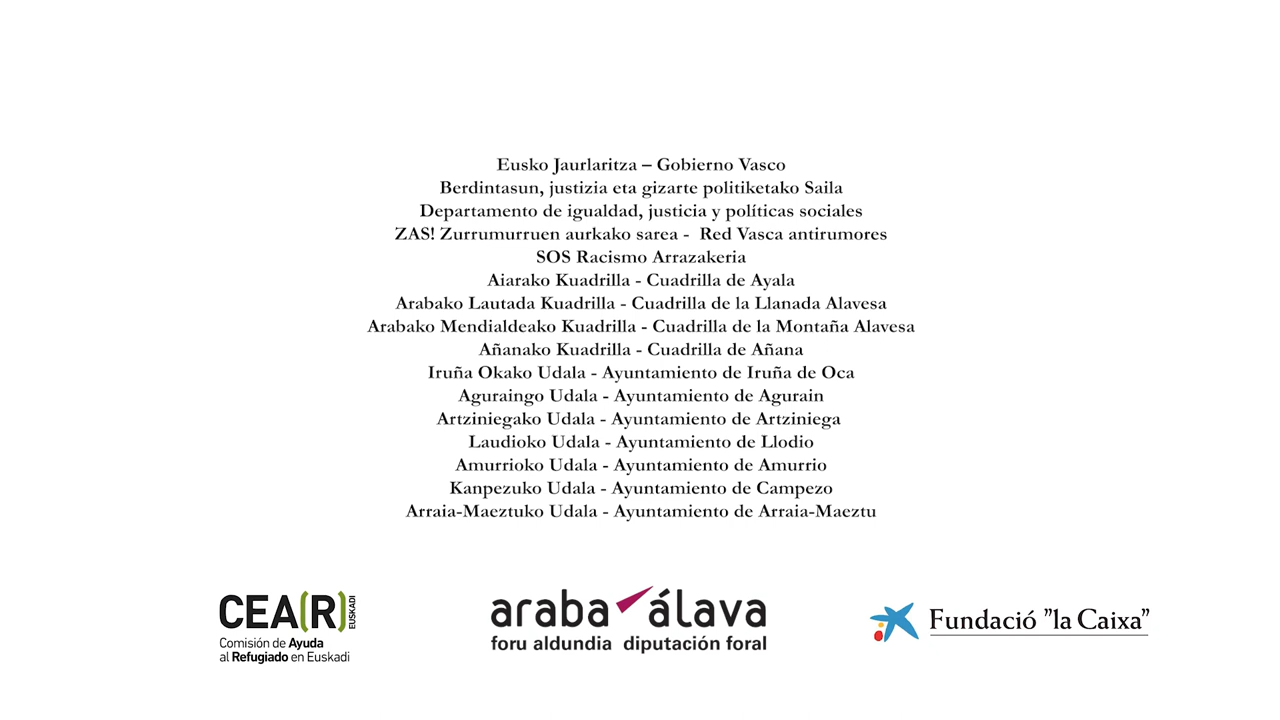 Eusko Jaurlaritza – Gobierno Vasco
Berdintasun, justizia eta gizarte politiketako Saila
Departamento de igualdad, justicia y políticas sociales
ZAS! Zurrumurruen aurkako sarea -  Red Vasca antirumores
SOS Racismo Arrazakeria
Aiarako Kuadrilla - Cuadrilla de Ayala
Arabako Lautada Kuadrilla - Cuadrilla de la Llanada Alavesa
Arabako Mendialdeako Kuadrilla - Cuadrilla de la Montaña Alavesa
Añanako Kuadrilla - Cuadrilla de Añana
Iruña Okako Udala - Ayuntamiento de Iruña de Oca
Aguraingo Udala - Ayuntamiento de Agurain
Artziniegako Udala - Ayuntamiento de Artziniega
Laudioko Udala - Ayuntamiento de Llodio
Amurrioko Udala - Ayuntamiento de Amurrio
Kanpezuko Udala - Ayuntamiento de Campezo
Arraia-Maeztuko Udala - Ayuntamiento de Arraia-Maeztu
CEA(R) EUSKADI
Comisión de Ayuda
al Refugiado en Euskadi
araba álava
foru aldundia diputación foral
Fundació "la Caixa"